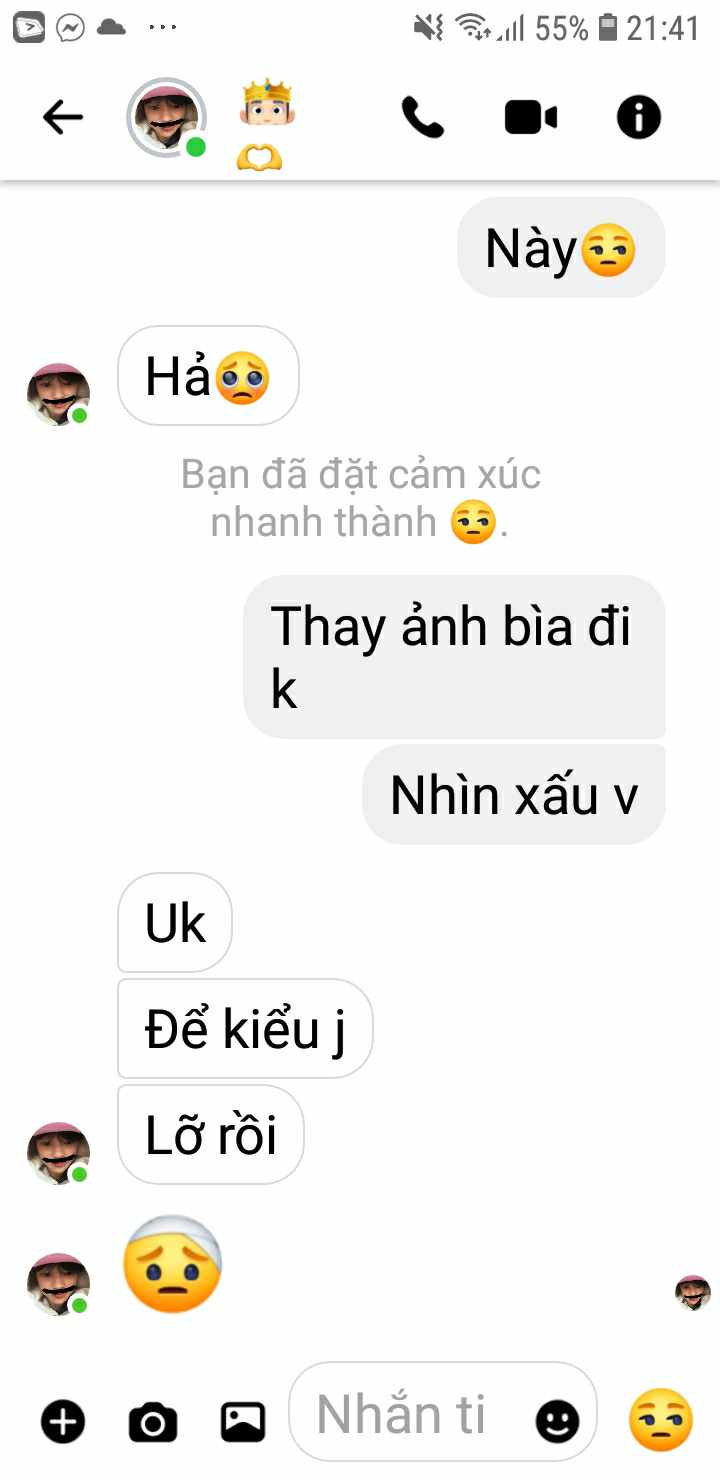 55% 21:41
Này😒
Hả🥺
Bạn đã đặt cảm xúc
nhanh thành 😒.
Thay ảnh bìa đi
k
Nhìn xấu v
Uk
Để kiểu j
Lỡ rồi
🤕
Nhắn ti